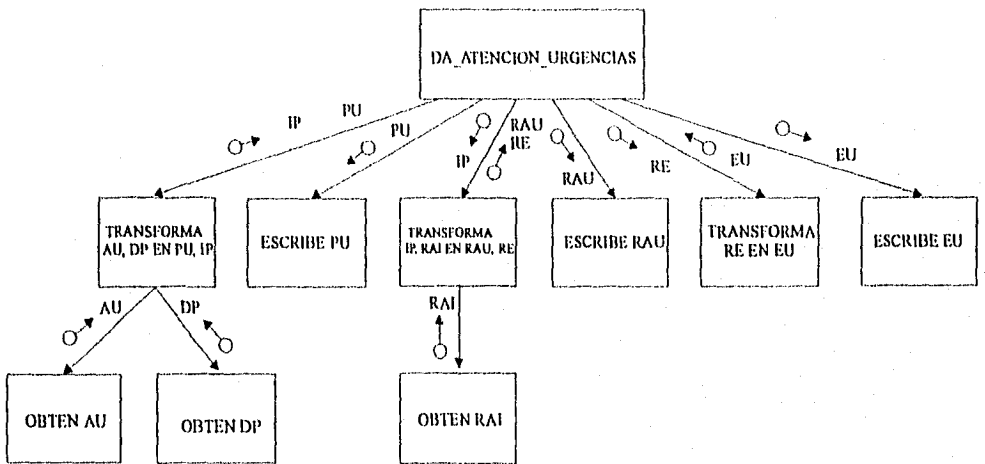 DA_ATENCION_URGENCIAS
IP PU
PU
IP
RAU
RE
RAU
RE
EU
EU
TRANSFORMA
AU, DP EN PU, IP
ESCRIBE PU
TRANSFORMA
IP, RAI EN RAU, RE
ESCRIBE RAU
TRANSFORMA
RE EN EU
ESCRIBE EU
AU
DP
RAI
OBTEN AU
OBTEN DP
OBTEN RAI